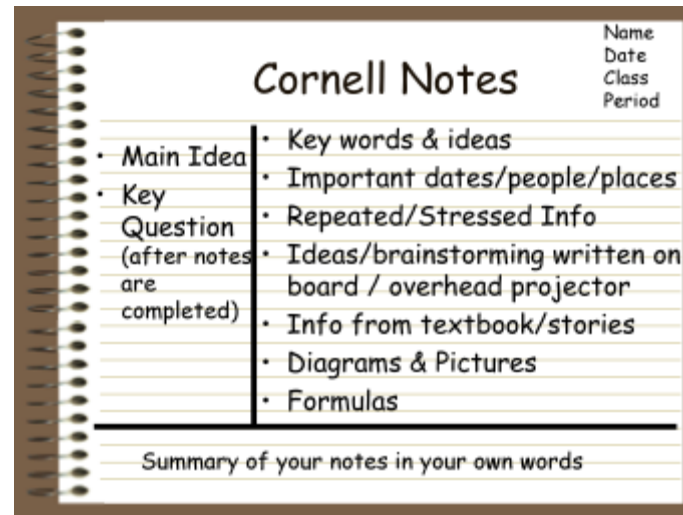 Name
Date
Class
Period
Cornell Notes
• Main Idea
• Key
Question
(after notes
are
completed)
• Key words & ideas
• Important dates/people/places
• Repeated/Stressed Info
• Ideas/brainstorming written on
board / overhead projector
• Info from textbook/stories
• Diagrams & Pictures
• Formulas
Summary of your notes in your own words